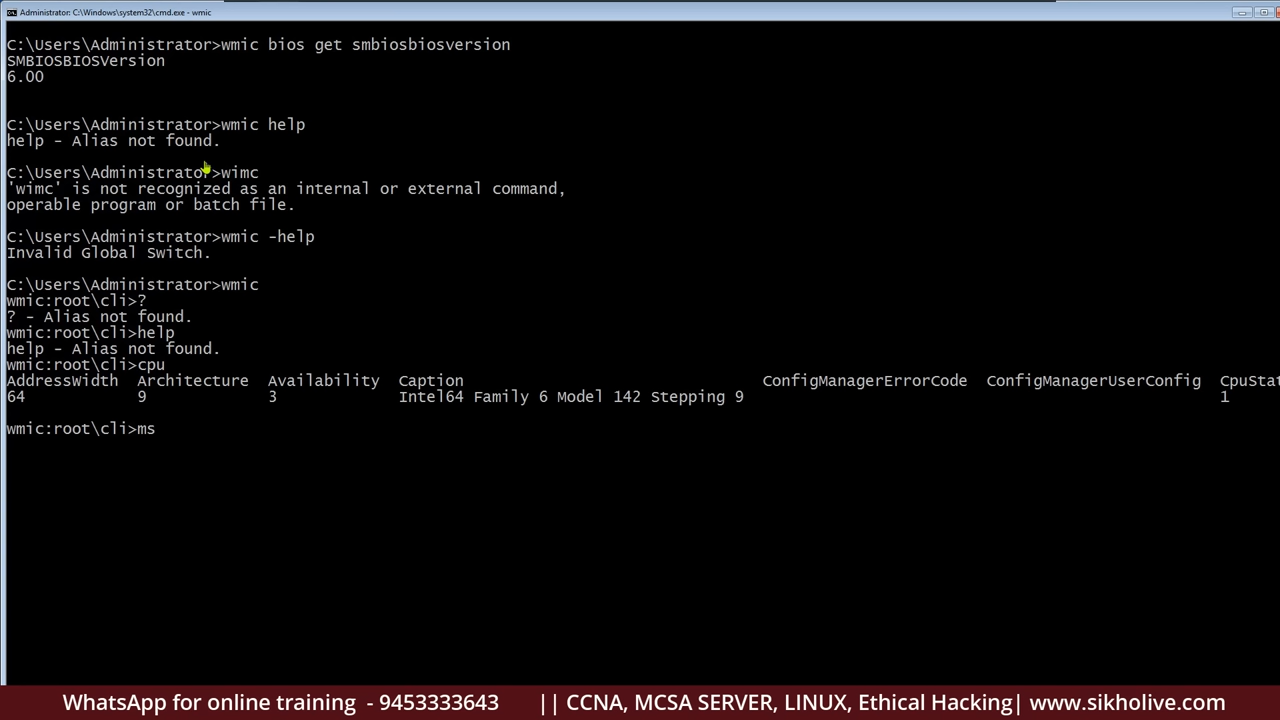 Administrator: C:\Windows\system32\cmd.exe - wmic
C:\Users\Administrator>wmic bios get smbiosbiosversion
SMBIOSBIOSVersion
6.00
C:\Users\Administrator>wmic help
help - Alias not found.
C:\Users\Administrator>wimc
'wimc' is not recognized as an internal or external command,
operable program or batch file.
C:\Users\Administrator>wmic -help
Invalid Global Switch.
C:\Users\Administrator>wmic
wmic:root\cli>?
? - Alias not found.
wmic:root\cli>help
help - Alias not found.
wmic:root\cli>cpu
AddressWidth Architecture Availability Caption ConfigManagerErrorCode ConfigManagerUserConfig CpuStat
64 9 3 Intel64 Family 6 Model 142 Stepping 9 1
wmic:root\cli>ms
WhatsApp for online training - 9453333643 || CCNA, MCSA SERVER, LINUX, Ethical Hacking| www.sikholive.com